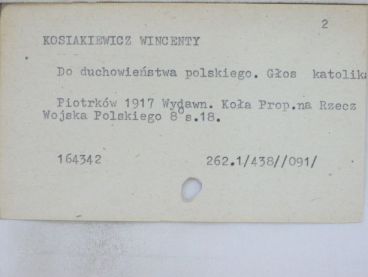 2
KOSIAKIEWICZ WINCENTY
Do duchowieństwa polskiego. Głos katolika
Piotrków 1917 Wydawn. Koła Prop.na Rzecz
Wojska Polskiego 8° s.18.
164342 262.1/438//091/